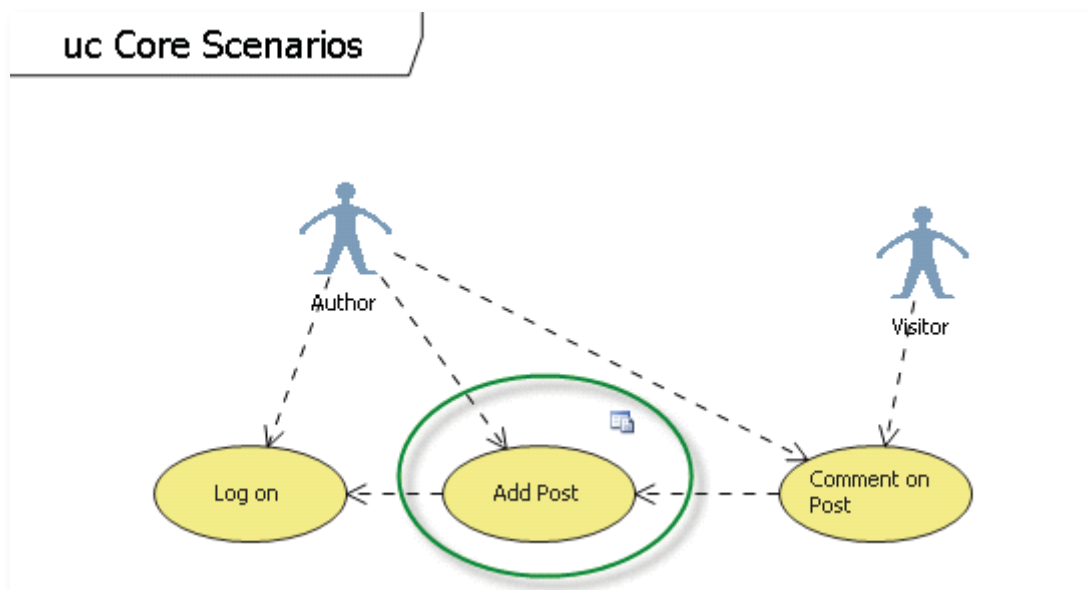 uc Core Scenarios
Author
Visitor
Log on
Add Post
Comment on
Post